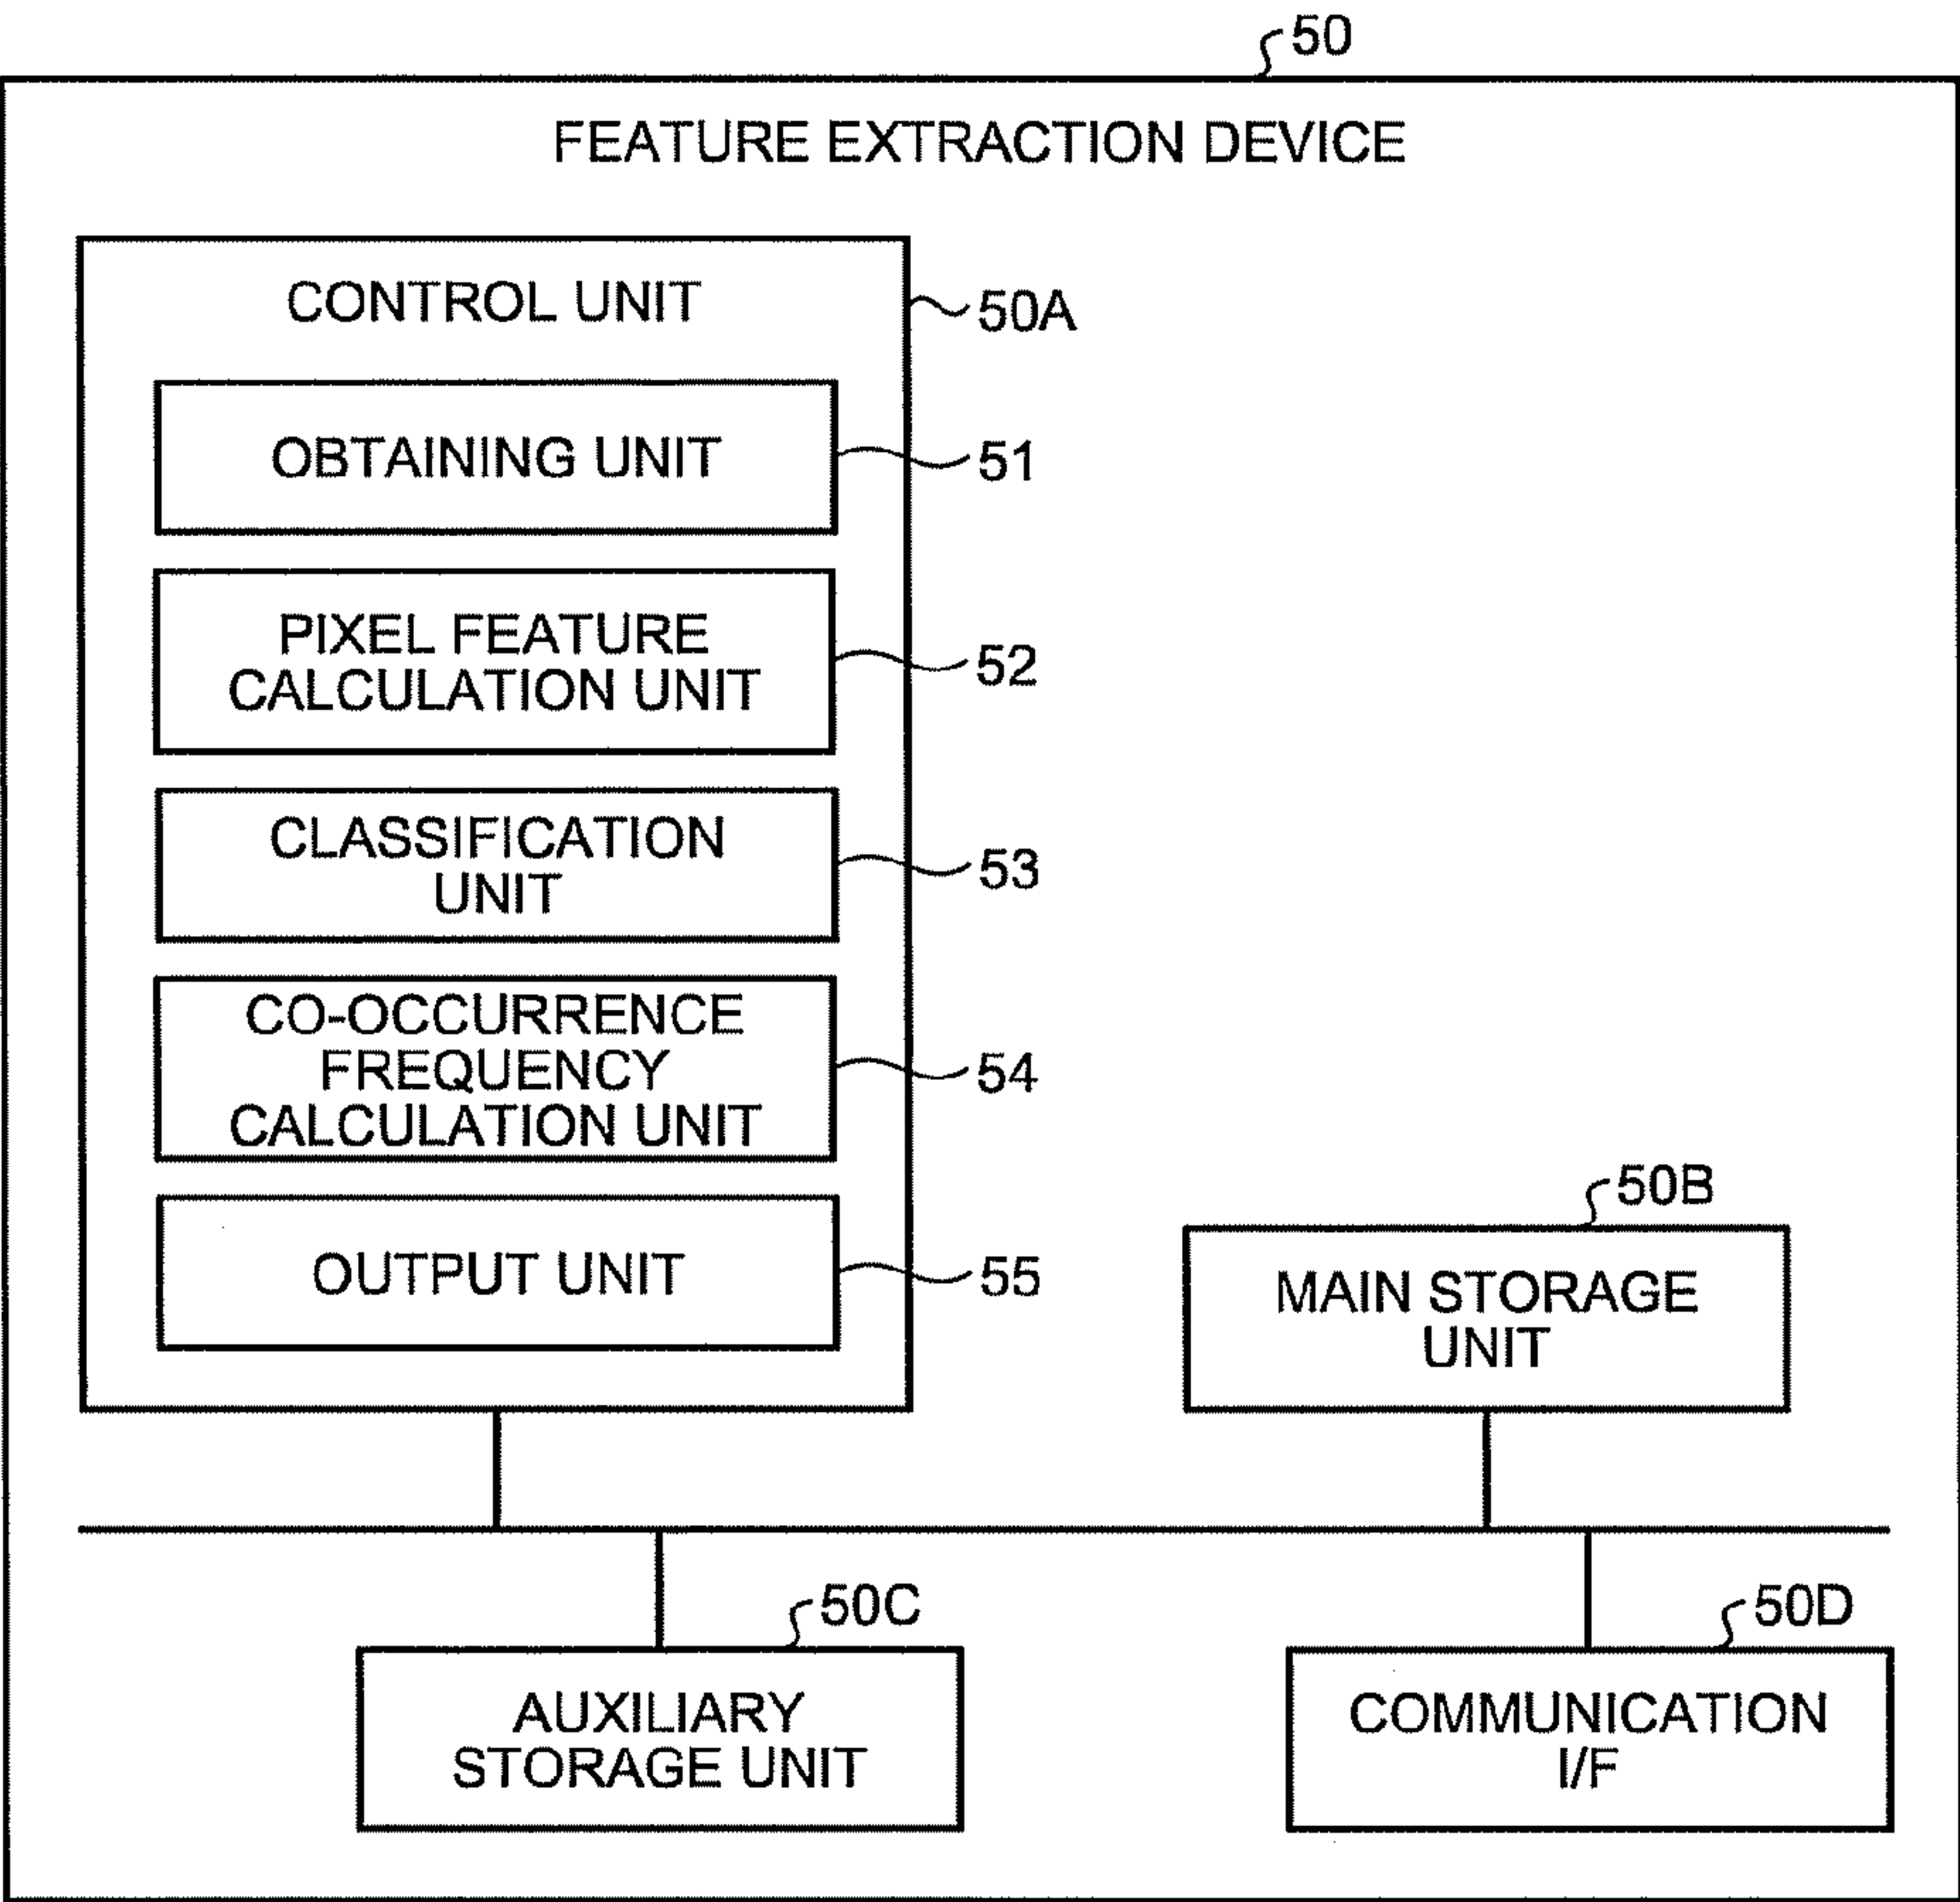 50
FEATURE EXTRACTION DEVICE
CONTROL UNIT
50A
OBTAINING UNIT
51
PIXEL FEATURE
CALCULATION UNIT
52
CLASSIFICATION
UNIT
53
CO-OCCURRENCE
FREQUENCY
CALCULATION UNIT
54
OUTPUT UNIT
55
50B
MAIN STORAGE
UNIT
50C
AUXILIARY
STORAGE UNIT
50D
COMMUNICATION
I/F